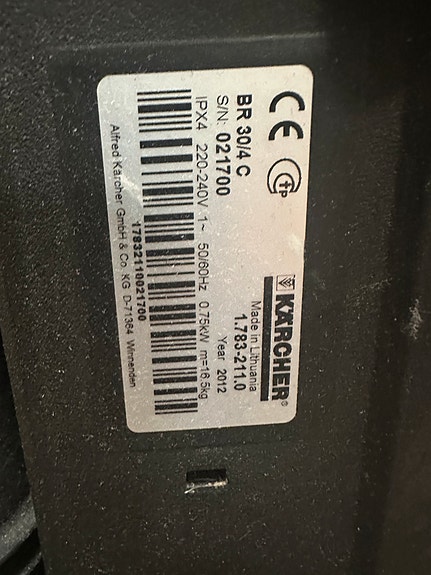 CE
KÄRCHER®
Made in Lithuania
BR 30/4 C 1.783-211.0
S/N: 021700 Year 2012
IPX4 220-240V 1~ 50/60Hz 0.75kW m=16.5kg
17832110021700
Alfred Kärcher GmbH & Co. KG D-71364 Winnenden